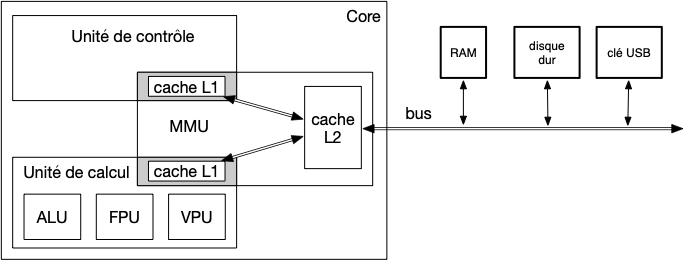 Core
Unité de contrôle
cache L1
MMU
cache
L2
cache L1
Unité de calcul
ALU
FPU
VPU
bus
RAM
disque
dur
clé USB